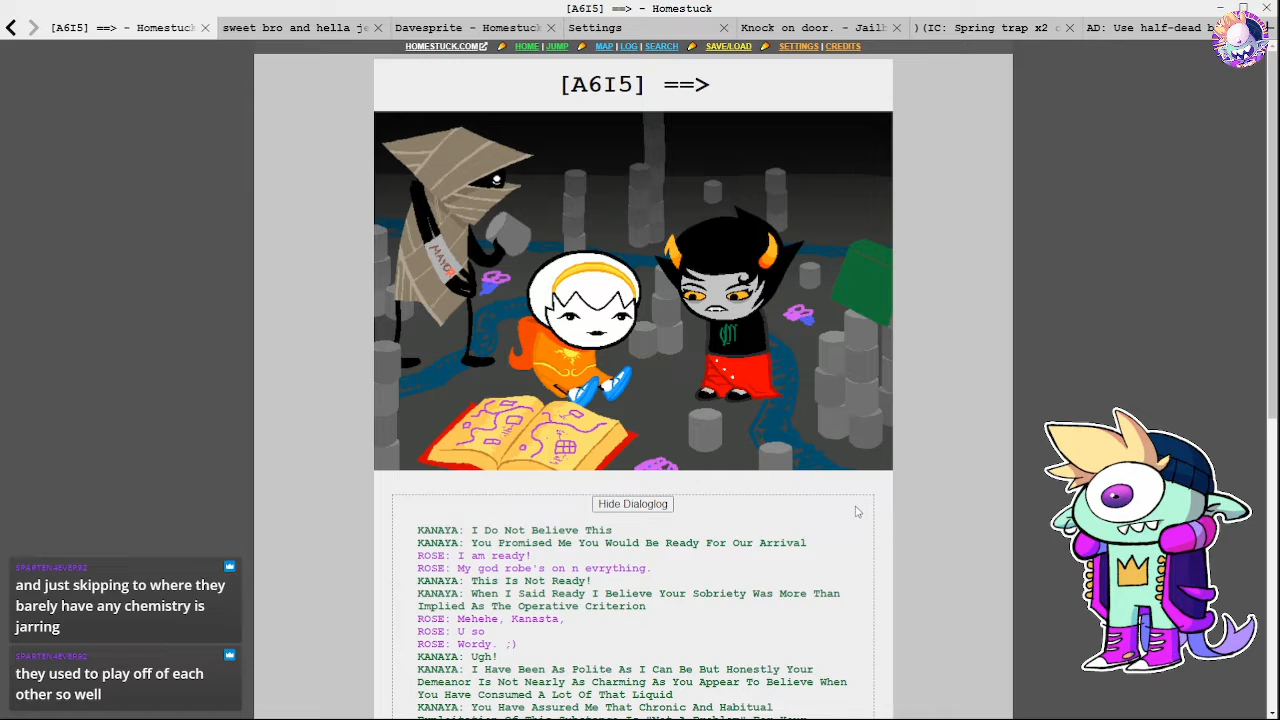 [A6I5] ==> - Homestuck
[A6I5] ==> - Homestuck
sweet bro and hella je
Davesprite - Homestuck
Settings
Knock on door. - Jailb
)(IC: Spring trap x2 c
AD: Use half-dead b
HOMESTUCK.COM
HOME | JUMP
MAP | LOG | SEARCH
SAVE/LOAD
SETTINGS | CREDITS
[A6I5] ==>
MAYOR
Hide Dialoglog
KANAYA: I Do Not Believe This
KANAYA: You Promised Me You Would Be Ready For Our Arrival
ROSE: I am ready!
ROSE: My god robe's on n evrything.
KANAYA: This Is Not Ready!
KANAYA: When I Said Ready I Believe Your Sobriety Was More Than
Implied As The Operative Criterion
ROSE: Mehehe, Kanasta,
ROSE: U so
ROSE: Wordy. ;)
KANAYA: Ugh!
KANAYA: I Have Been As Polite As I Can Be But Honestly Your
Demeanor Is Not Nearly As Charming As You Appear To Believe When
You Have Consumed A Lot Of That Liquid
KANAYA: You Have Assured Me That Chronic And Habitual
SPARTEN4EVER92
and just skipping to where they
barely have any chemistry is
jarring
SPARTEN4EVER92
they used to play off of each
other so well